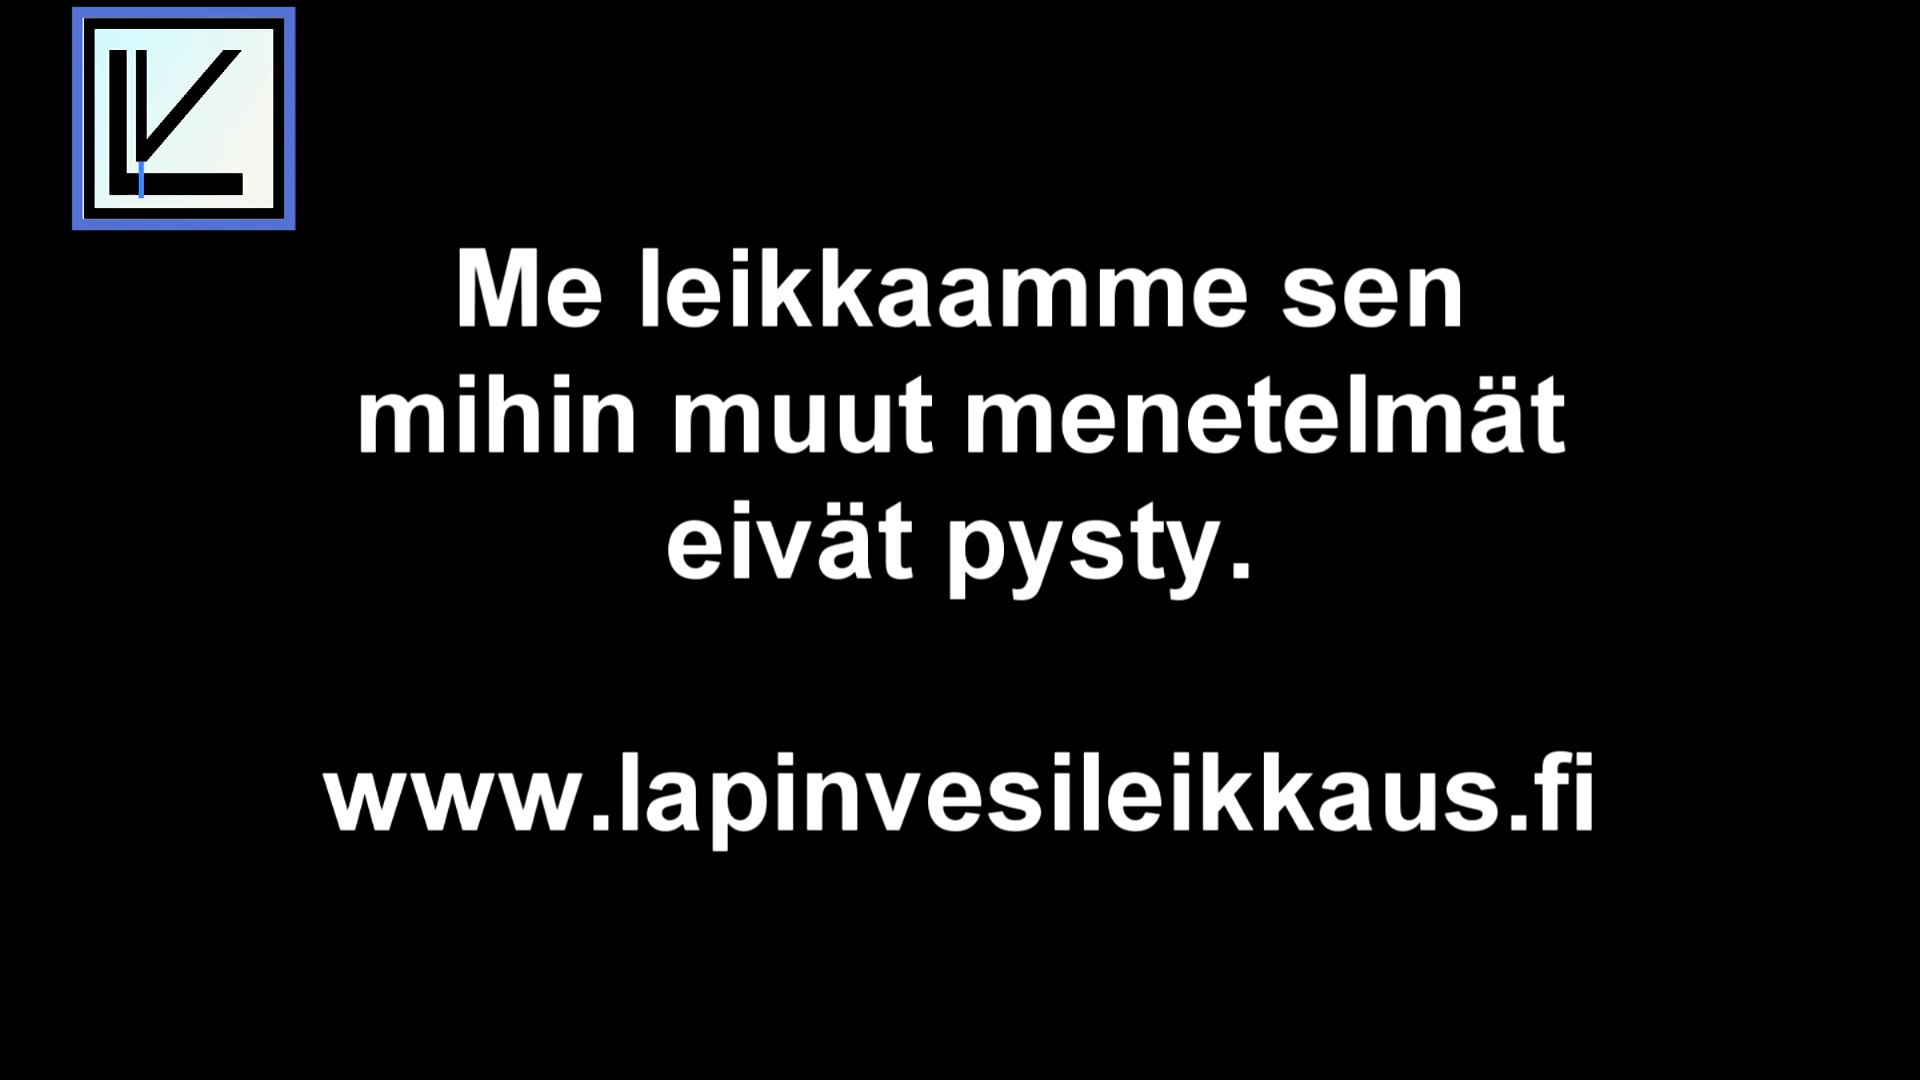 Me leikkaamme sen
mihin muut menetelmät
eivät pysty.
www.lapinvesileikkaus.fi